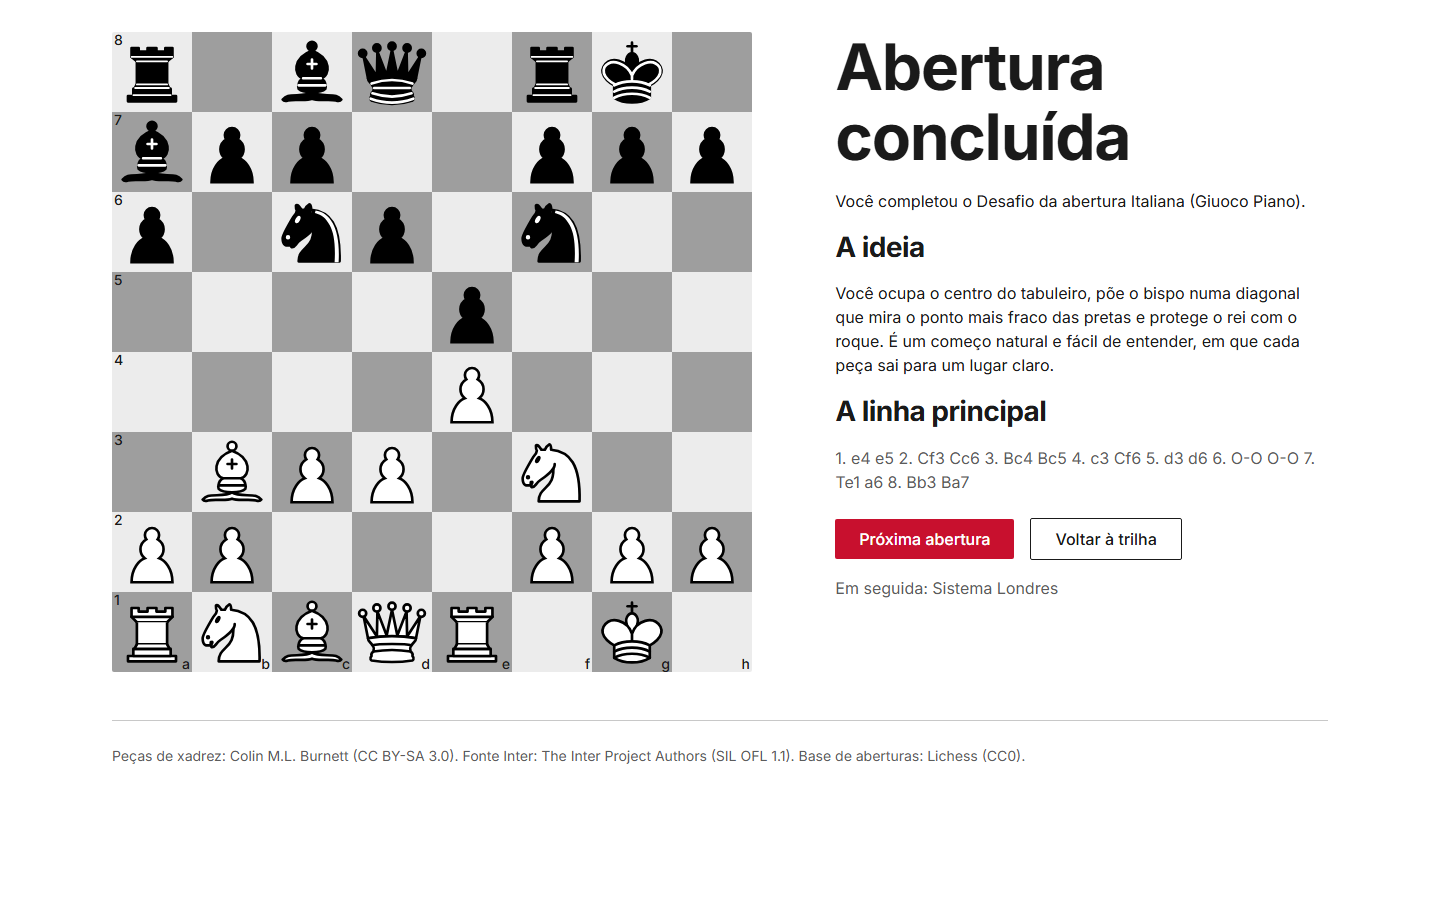 8
7
6
5
4
3
2
1
a b c d e f g h
Abertura
concluída
Você completou o Desafio da abertura Italiana (Giuoco Piano).
A ideia
Você ocupa o centro do tabuleiro, põe o bispo numa diagonal
que mira o ponto mais fraco das pretas e protege o rei com o
roque. É um começo natural e fácil de entender, em que cada
peça sai para um lugar claro.
A linha principal
1. e4 e5 2. Cf3 Cc6 3. Bc4 Bc5 4. c3 Cf6 5. d3 d6 6. O-O O-O 7.
Te1 a6 8. Bb3 Ba7
Próxima abertura
Voltar à trilha
Em seguida: Sistema Londres
Peças de xadrez: Colin M.L. Burnett (CC BY-SA 3.0). Fonte Inter: The Inter Project Authors (SIL OFL 1.1). Base de aberturas: Lichess (CC0).